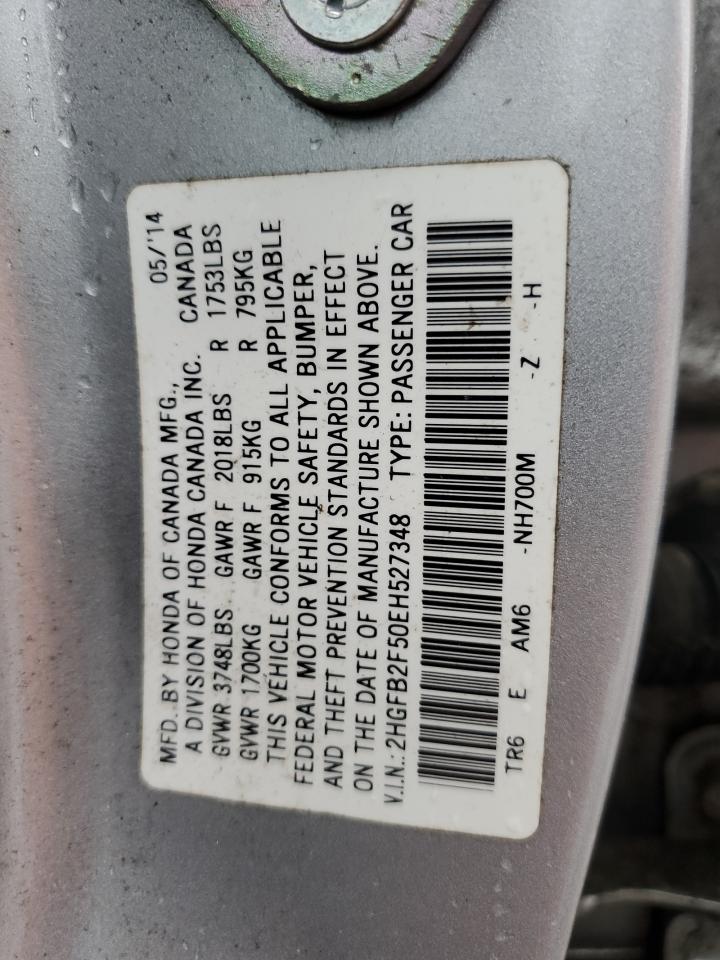 MFD. BY HONDA OF CANADA MFG., 05/'14
A DIVISION OF HONDA CANADA INC. CANADA
GVWR 3748LBS GAWR F 2018LBS R 1753LBS
GVWR 1700KG GAWR F 915KG R 795KG
THIS VEHICLE CONFORMS TO ALL APPLICABLE
FEDERAL MOTOR VEHICLE SAFETY, BUMPER,
AND THEFT PREVENTION STANDARDS IN EFFECT
ON THE DATE OF MANUFACTURE SHOWN ABOVE.
V.I.N.: 2HGFB2F50EH527348 TYPE: PASSENGER CAR
TR6 E AM6 -NH700M -Z -H